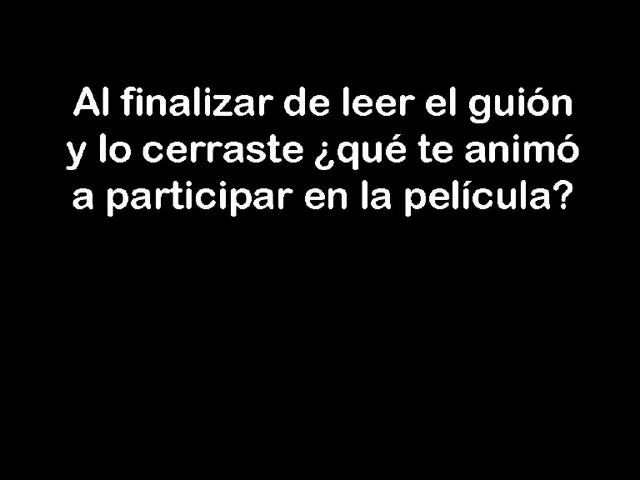 Al finalizar de leer el guión
y lo cerraste ¿qué te animó
a participar en la película?